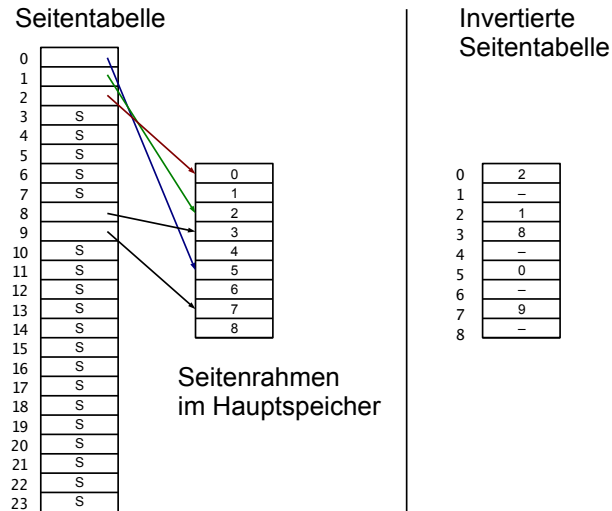 Seitentabelle
0
1
2
3 S
4 S
5 S
6 S
7 S
8
9
10 S
11 S
12 S
13 S
14 S
15 S
16 S
17 S
18 S
19 S
20 S
21 S
22 S
23 S
0
1
2
3
4
5
6
7
8
Seitenrahmen
im Hauptspeicher
Invertierte
Seitentabelle
0 2
1 –
2 1
3 8
4 –
5 0
6 –
7 9
8 –